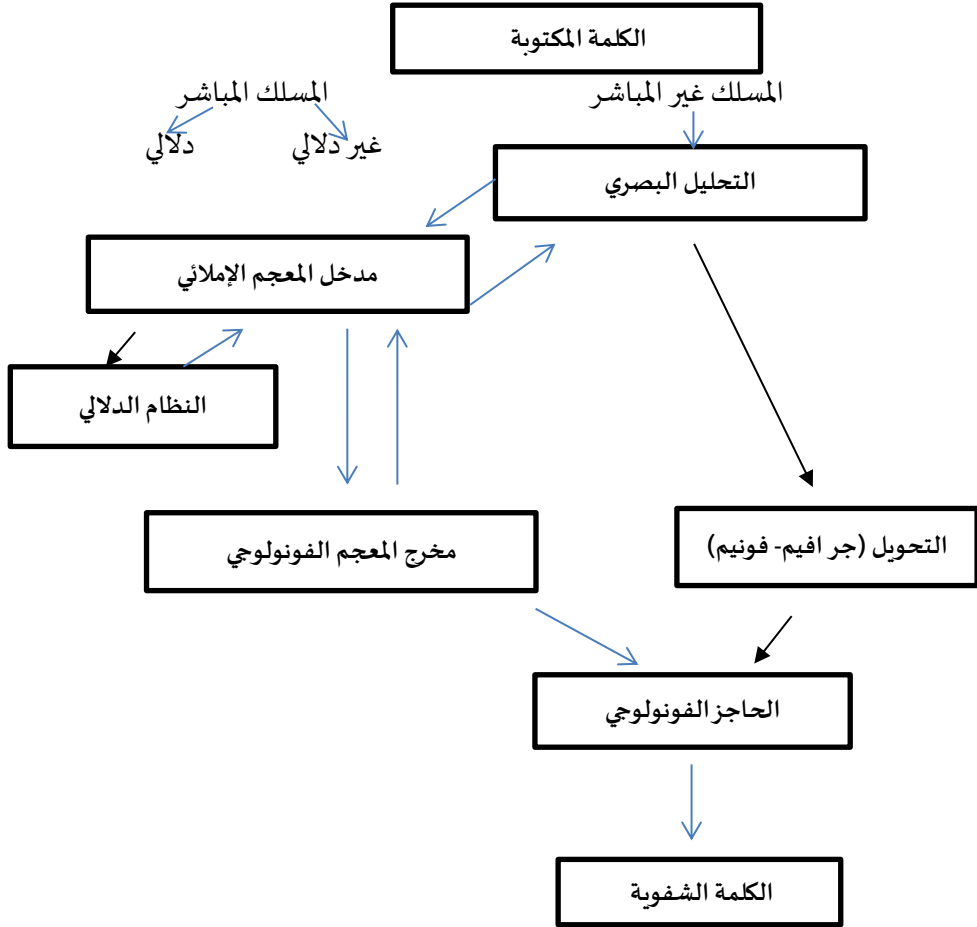 الكلمة المكتوبة
المسلك غير المباشر
المسلك المباشر
غير دلالي
دلالي
التحليل البصري
مدخل المعجم الإملائي
النظام الدلالي
التحويل (جر افيم- فونيم)
مخرج المعجم الفونولوجي
الحاجز الفونولوجي
الكلمة الشفوية